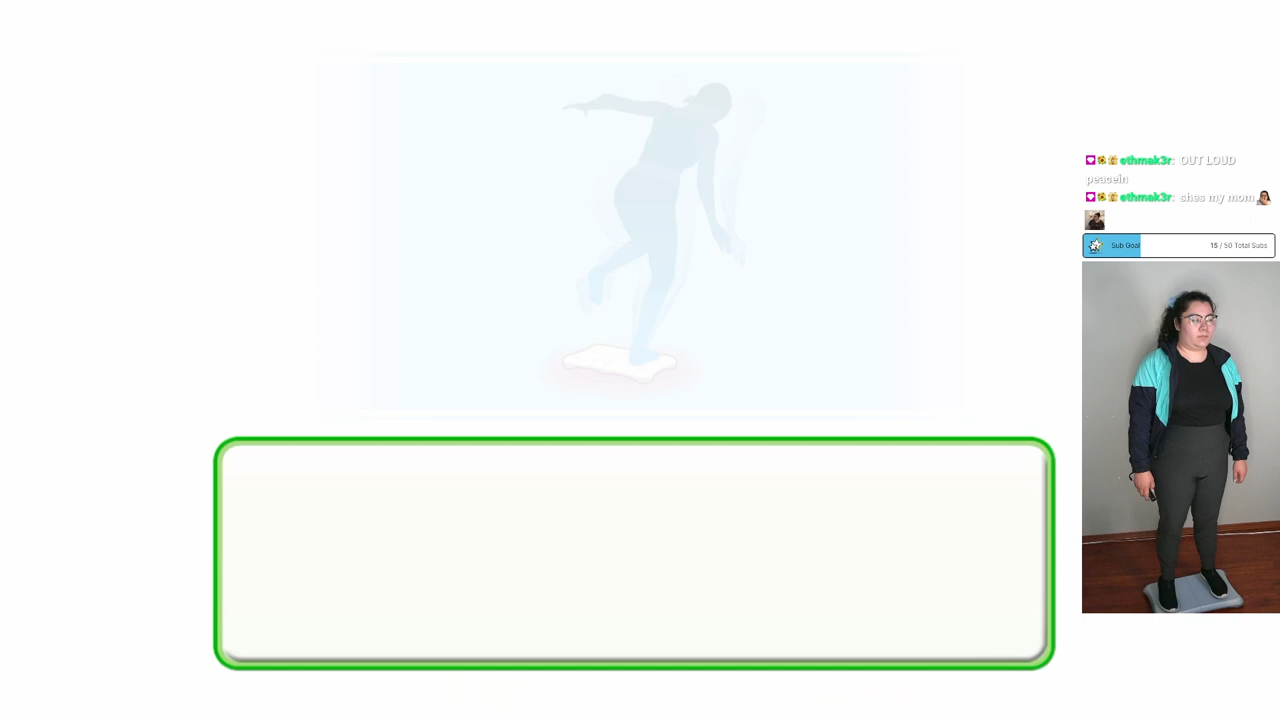 ethmak3r: OUT LOUD
peacein
ethmak3r: shes my mom
Sub Goal 15 / 50 Total Subs